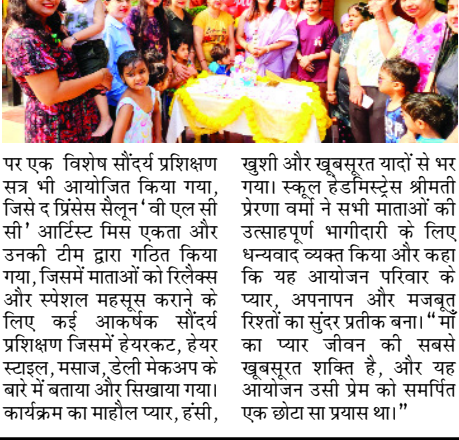 पर एक विशेष सौंदर्य प्रशिक्षण
सत्र भी आयोजित किया गया,
जिसे द प्रिंसेस सैलून‘ वी एल सी
सी’ आर्टिस्ट मिस एकता और
उनकी टीम द्वारा गठित किया
गया, जिसमें माताओं को रिलैक्स
और स्पेशल महसूस कराने के
लिए कई आकर्षक सौंदर्य
प्रशिक्षण जिसमें हेयरकट, हेयर
स्टाइल, मसाज, डेली मेकअप के
बारे में बताया और सिखाया गया।
कार्यक्रम का माहौल प्यार, हंसी,
खुशी और खूबसूरत यादों से भर
गया। स्कूल हेडमिस्ट्रेस श्रीमती
प्रेरणा वर्मा ने सभी माताओं की
उत्साहपूर्ण भागीदारी के लिए
धन्यवाद व्यक्त किया और कहा
कि यह आयोजन परिवार के
प्यार, अपनापन और मजबूत
रिश्तों का सुंदर प्रतीक बना। “माँ
का प्यार जीवन की सबसे
खूबसूरत शक्ति है, और यह
आयोजन उसी प्रेम को समर्पित
एक छोटा सा प्रयास था।”